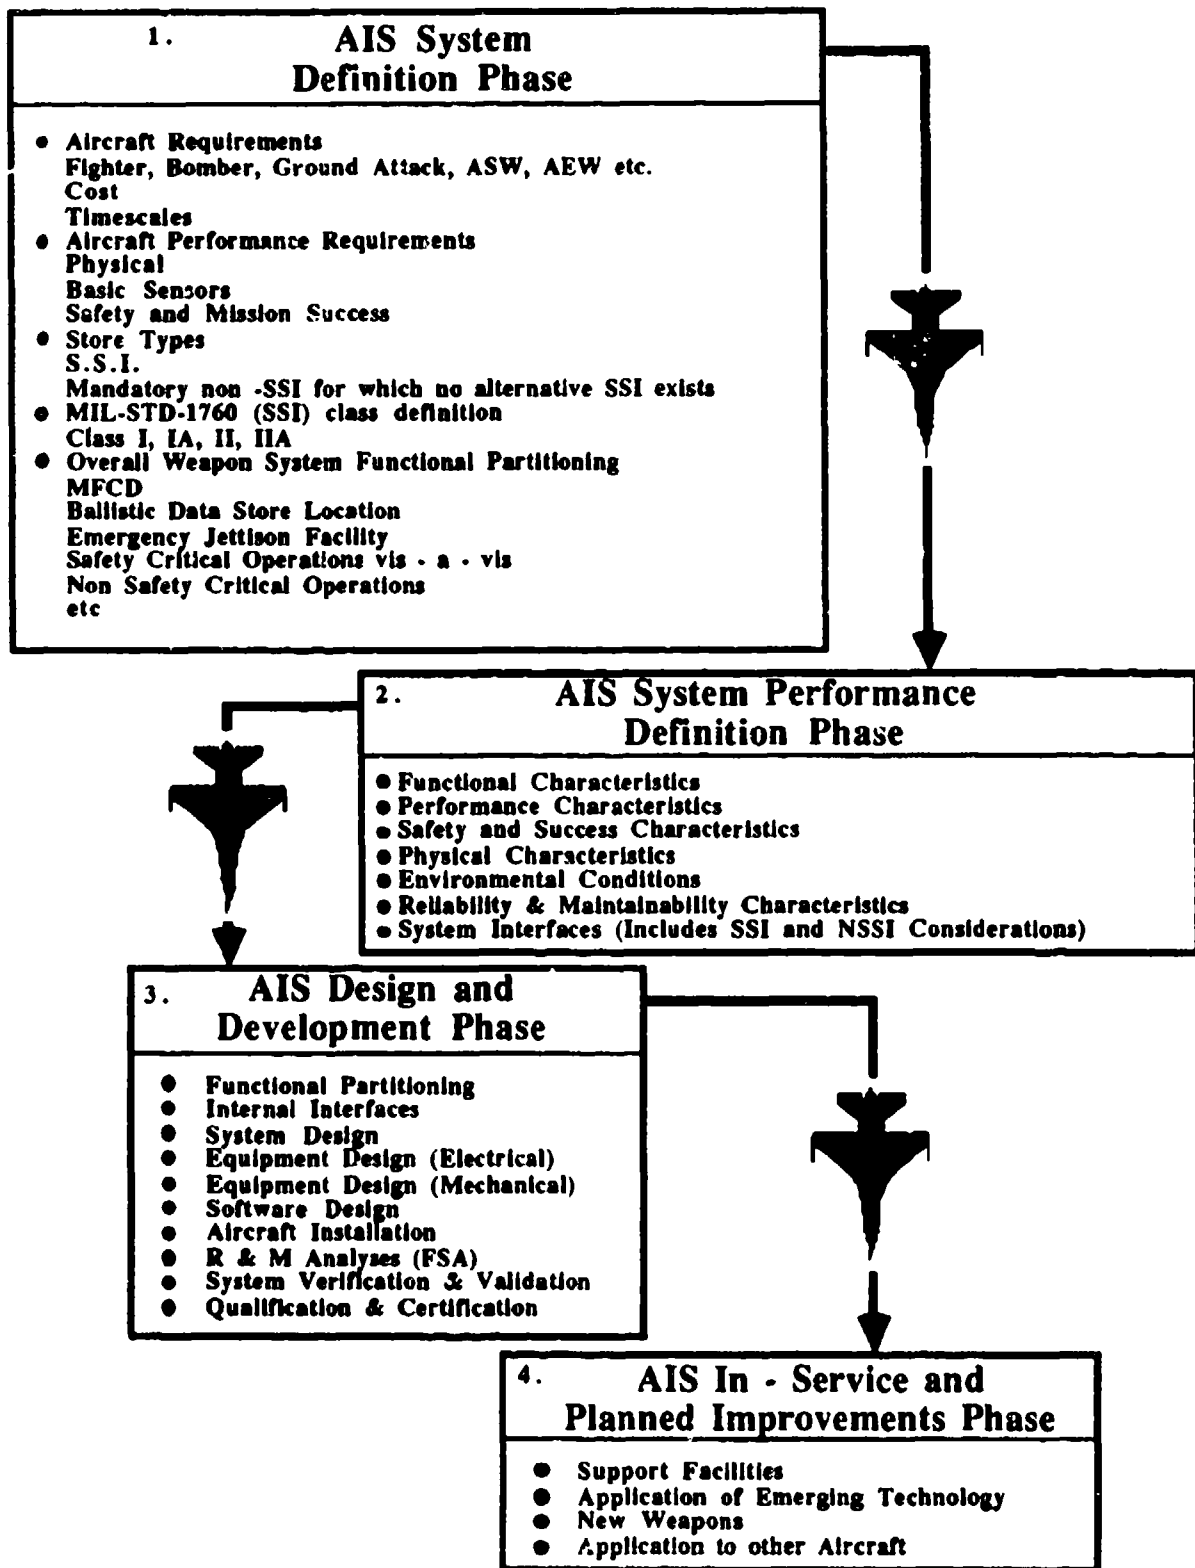 1. AIS System
Definition Phase
● Aircraft Requirements
Fighter, Bomber, Ground Attack, ASW, AEW etc.
Cost
Timescales
● Aircraft Performance Requirements
Physical
Basic Sensors
Safety and Mission Success
● Store Types
S.S.I.
Mandatory non -SSI for which no alternative SSI exists
● MIL-STD-1760 (SSI) class definition
Class I, IA, II, IIA
● Overall Weapon System Functional Partitioning
MFCD
Ballistic Data Store Location
Emergency Jettison Facility
Safety Critical Operations vis - a - vis
Non Safety Critical Operations
etc
2. AIS System Performance
Definition Phase
● Functional Characteristics
● Performance Characteristics
● Safety and Success Characteristics
● Physical Characteristics
● Environmental Conditions
● Reliability & Maintainability Characteristics
● System Interfaces (Includes SSI and NSSI Considerations)
3. AIS Design and
Development Phase
● Functional Partitioning
● Internal Interfaces
● System Design
● Equipment Design (Electrical)
● Equipment Design (Mechanical)
● Software Design
● Aircraft Installation
● R & M Analyses (FSA)
● System Verification & Validation
● Qualification & Certification
4. AIS In - Service and
Planned Improvements Phase
● Support Facilities
● Application of Emerging Technology
● New Weapons
● Application to other Aircraft